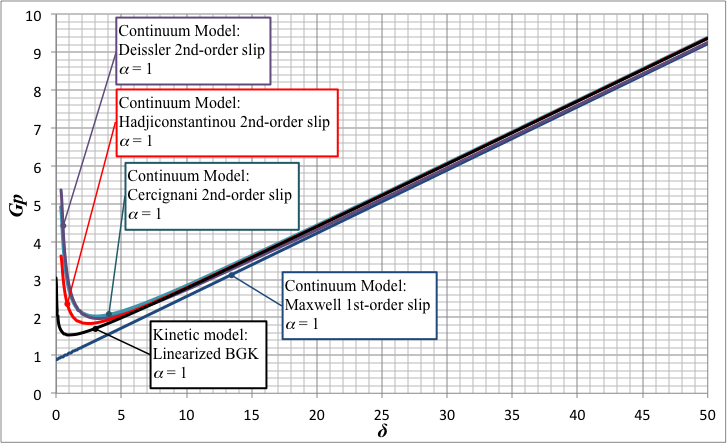 10
9
8
7
6
5
4
3
2
1
0
Gp
Continuum Model:
Deissler 2nd-order slip
α = 1
Continuum Model:
Hadjiconstantinou 2nd-order slip
α = 1
Continuum Model:
Cercignani 2nd-order slip
α = 1
Continuum Model:
Maxwell 1st-order slip
α = 1
Kinetic model:
Linearized BGK
α = 1
0 5 10 15 20 25 30 35 40 45 50
δ